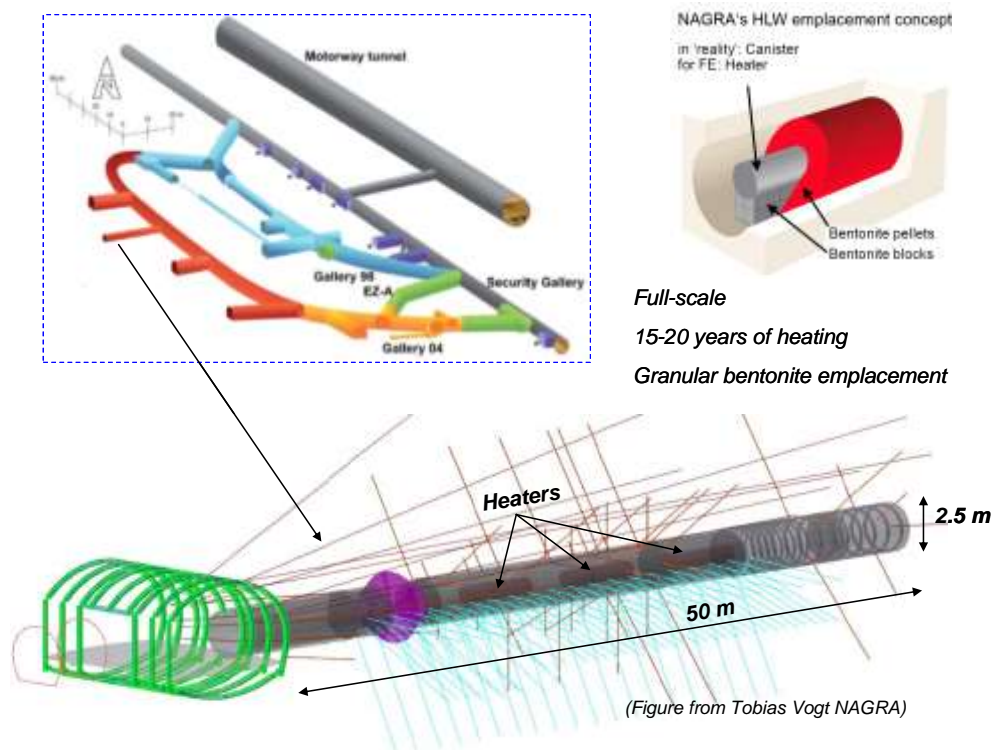 Motorway tunnel
Gallery 98
EZ-A
Security Gallery
Gallery 04
NAGRA's HLW emplacement concept
in 'reality': Canister
for FE: Heater
Bentonite pellets
Bentonite blocks
Full-scale
15-20 years of heating
Granular bentonite emplacement
Heaters
2.5 m
50 m
(Figure from Tobias Vogt NAGRA)